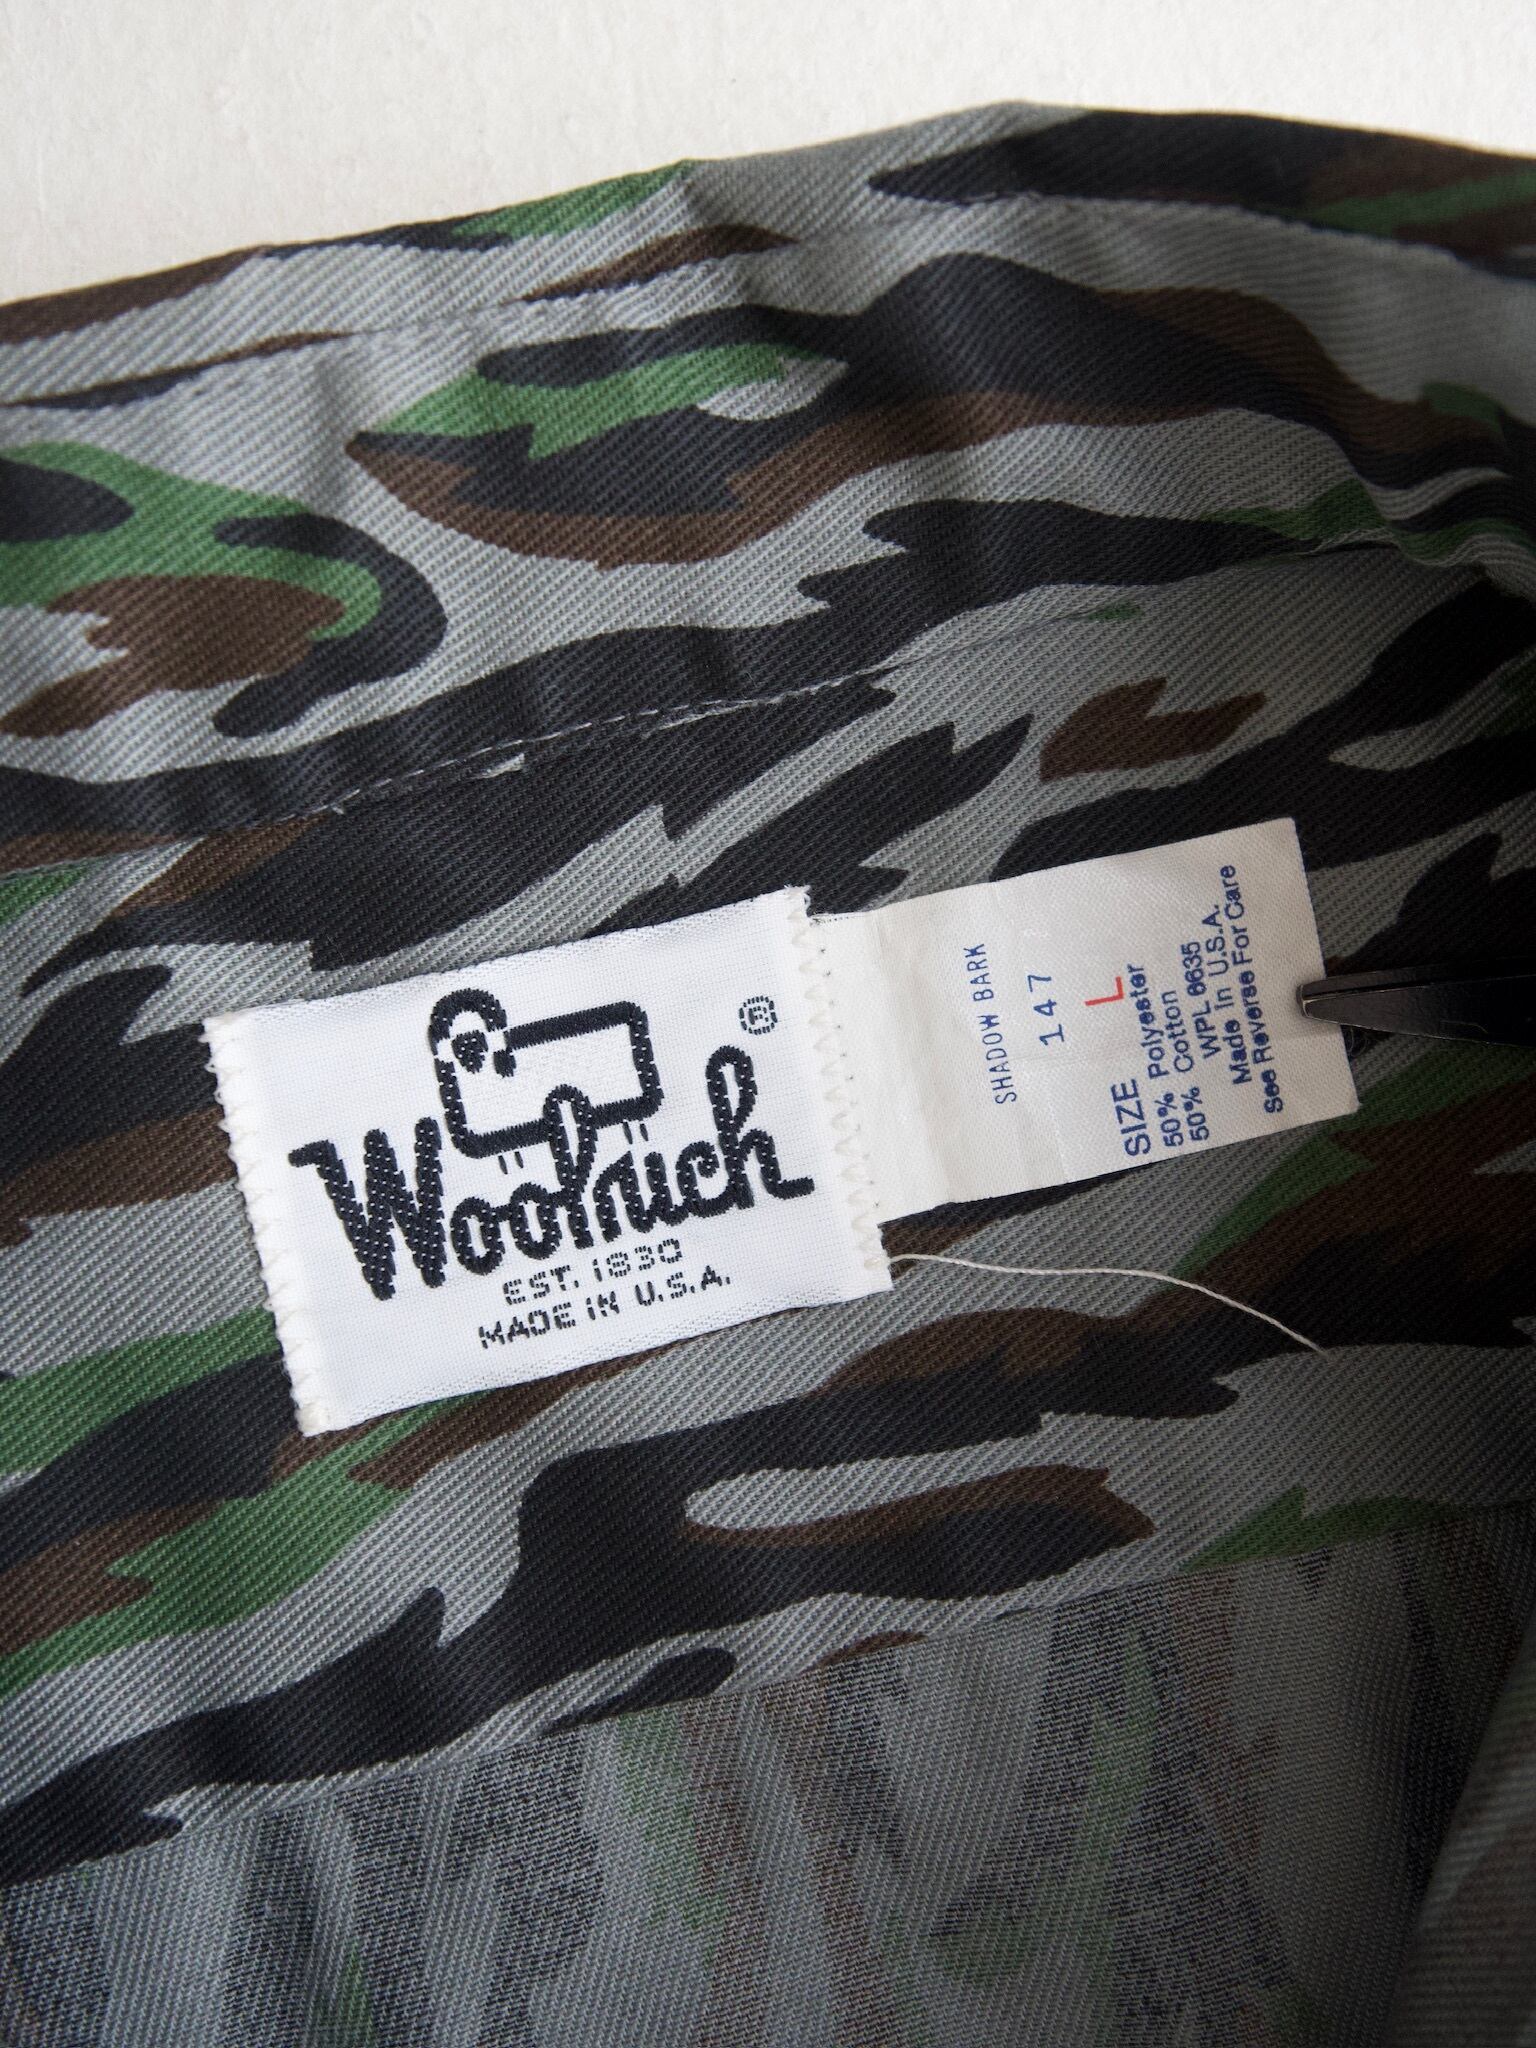 Woolrich ®
EST. 1830
MADE IN U.S.A.
SHADOW BARK
147
SIZE L
50% Polyester
50% Cotton
WPL 6635
Made In U.S.A.
See Reverse For Care